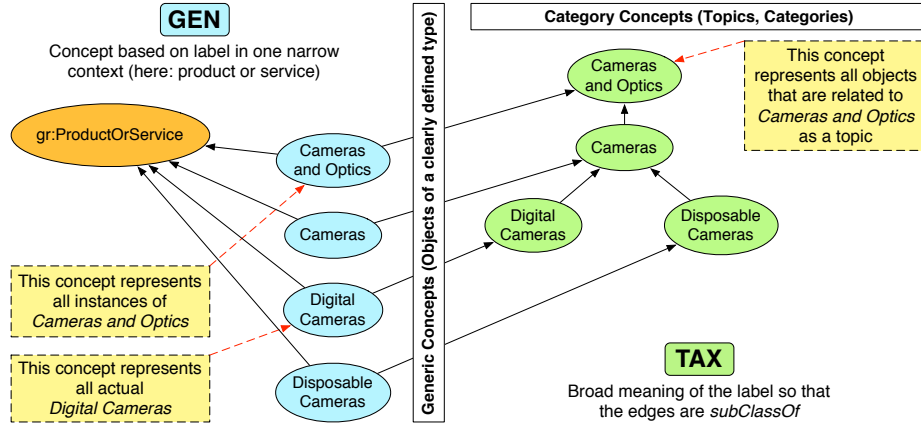 GEN
Concept based on label in one narrow
context (here: product or service)
gr:ProductOrService
Cameras
and Optics
Cameras
Digital
Cameras
Disposable
Cameras
This concept represents
all instances of
Cameras and Optics
This concept represents
all actual
Digital Cameras
Generic Concepts (Objects of a clearly defined type)
Category Concepts (Topics, Categories)
Cameras
and Optics
Cameras
Digital
Cameras
Disposable
Cameras
This concept
represents all objects
that are related to
Cameras and Optics
as a topic
TAX
Broad meaning of the label so that
the edges are subClassOf